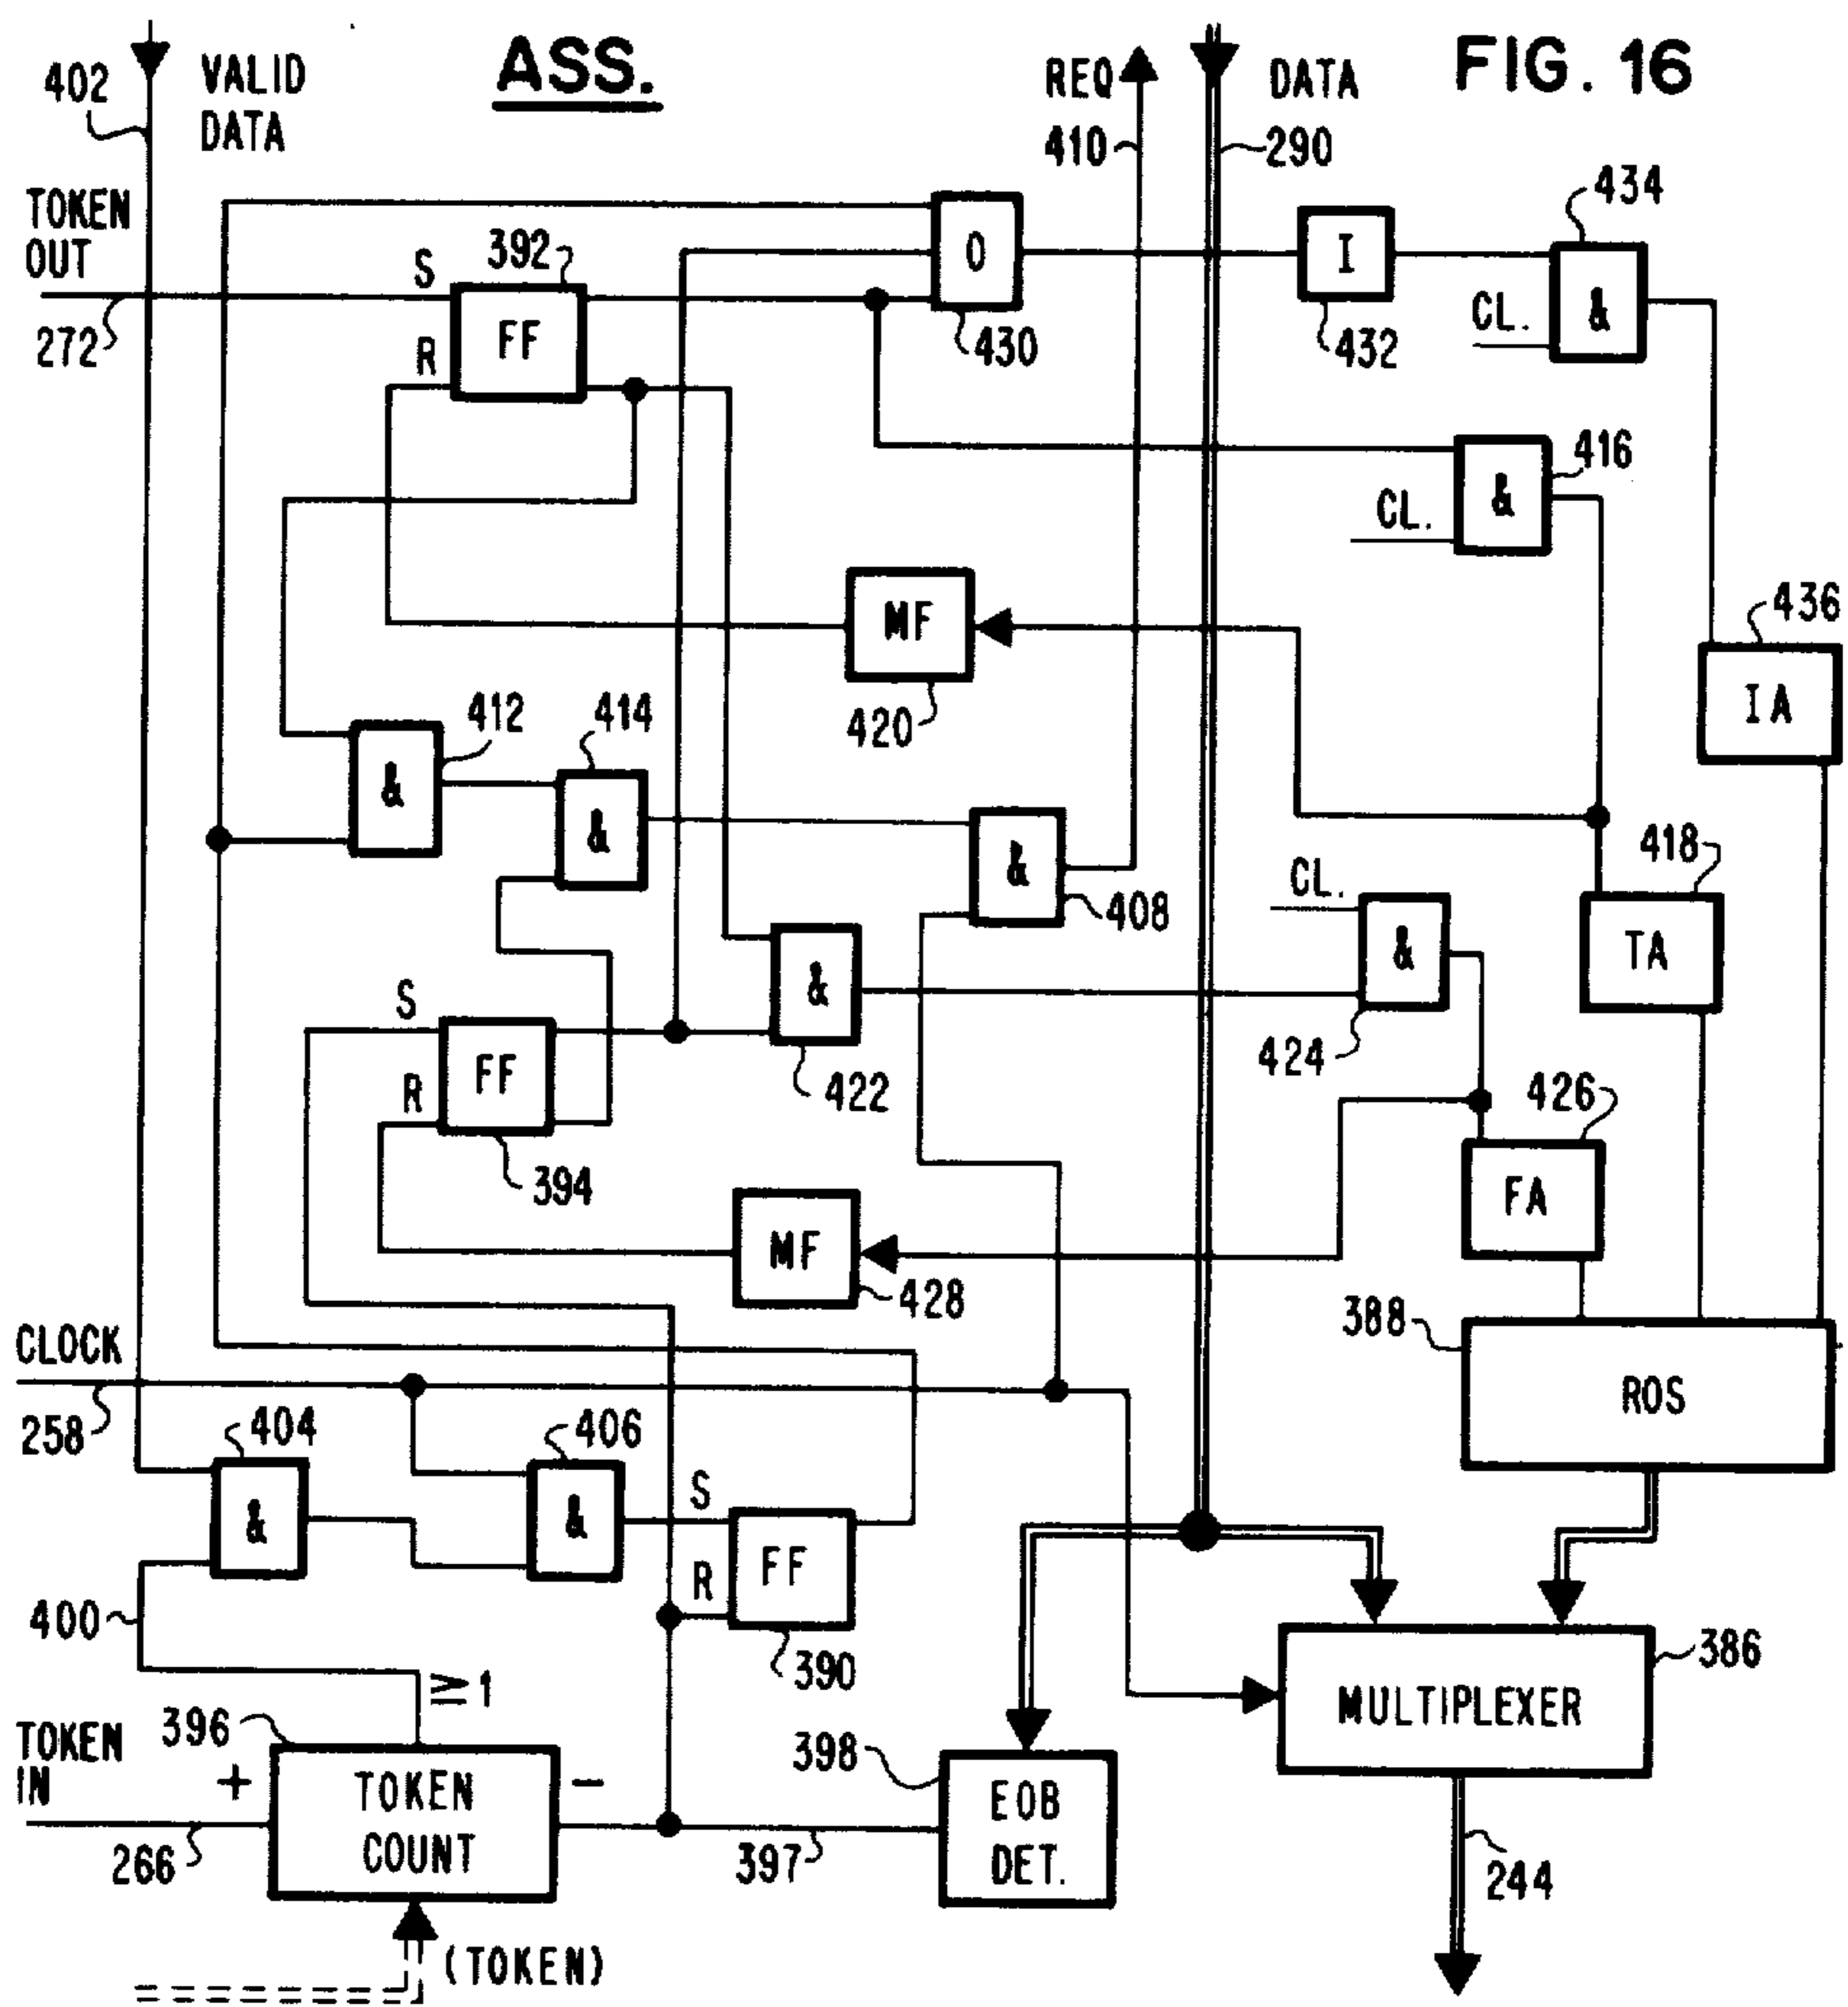 ASS.
FIG. 16
402
VALID
DATA
REQ
410
DATA
290
TOKEN
OUT
272
S
R
392
FF
O
430
I
432
434
CL.
&
416
CL.
&
MF
420
436
IA
412
&
414
&
&
408
418
TA
CL.
&
424
&
422
S
R
FF
394
426
FA
MF
428
388
ROS
CLOCK
258
404
&
406
&
S
R
FF
390
400
≥1
396
TOKEN
IN
266
+
TOKEN
COUNT
−
397
398
EOB
DET.
MULTIPLEXER
386
244
(TOKEN)